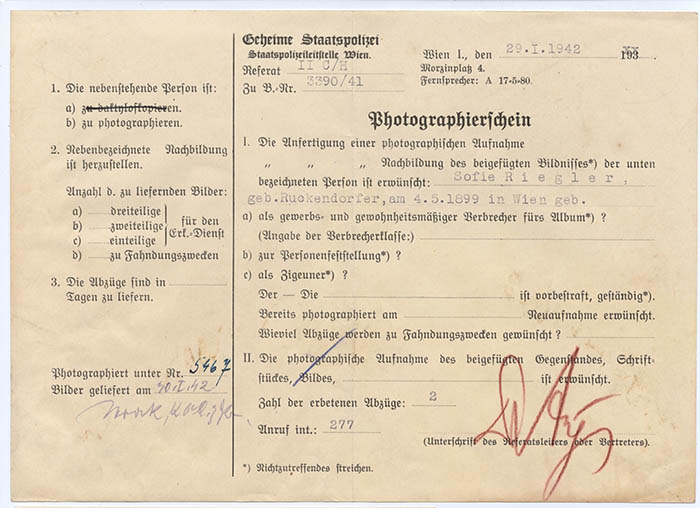 Geheime Staatspolizei
Staatspolizeileitstelle Wien.
Referat II C/H
Zu B.-Nr. 3390/41
Wien I., den 29.I.1942 193
Morzinplatz 4.
Fernsprecher: A 17-5-80.
1. Die nebenstehende Person ist:
a) zu daktyloskopieren.
b) zu photographieren.
2. Nebenbezeichnete Nachbildung
ist herzustellen.
Anzahl d. zu liefernden Bilder:
a) dreiteilige
b) zweiteilige
c) einteilige
für den
Erk.-Dienst
d) zu Fahndungszwecken
3. Die Abzüge sind in
Tagen zu liefern.
Photographiert unter Nr. 5467
Bilder geliefert am 30.I.42
Photographierschein
I. Die Anfertigung einer photographischen Aufnahme
„ „ „ Nachbildung des beigefügten Bildnisses*) der unten
bezeichneten Person ist erwünscht: Sofie Riegler,
geb.Ruckendorfer,am 4.5.1899 in Wien geb.
a) als gewerbs- und gewohnheitsmäßiger Verbrecher fürs Album*) ?
(Angabe der Verbrecherklasse:)
b) zur Personenfeststellung*) ?
c) als Zigeuner*) ?
Der — Die ist vorbestraft, geständig*).
Bereits photographiert am Neuaufnahme erwünscht.
Wieviel Abzüge werden zu Fahndungszwecken gewünscht ?
II. Die photographische Aufnahme des beigefügten Gegenstandes, Schrift-
stückes, Bildes, ist erwünscht.
Zahl der erbetenen Abzüge: 2
Anruf int.: 277
(Unterschrift des Referatsleiters oder Vertreters).
*) Nichtzutreffendes streichen.